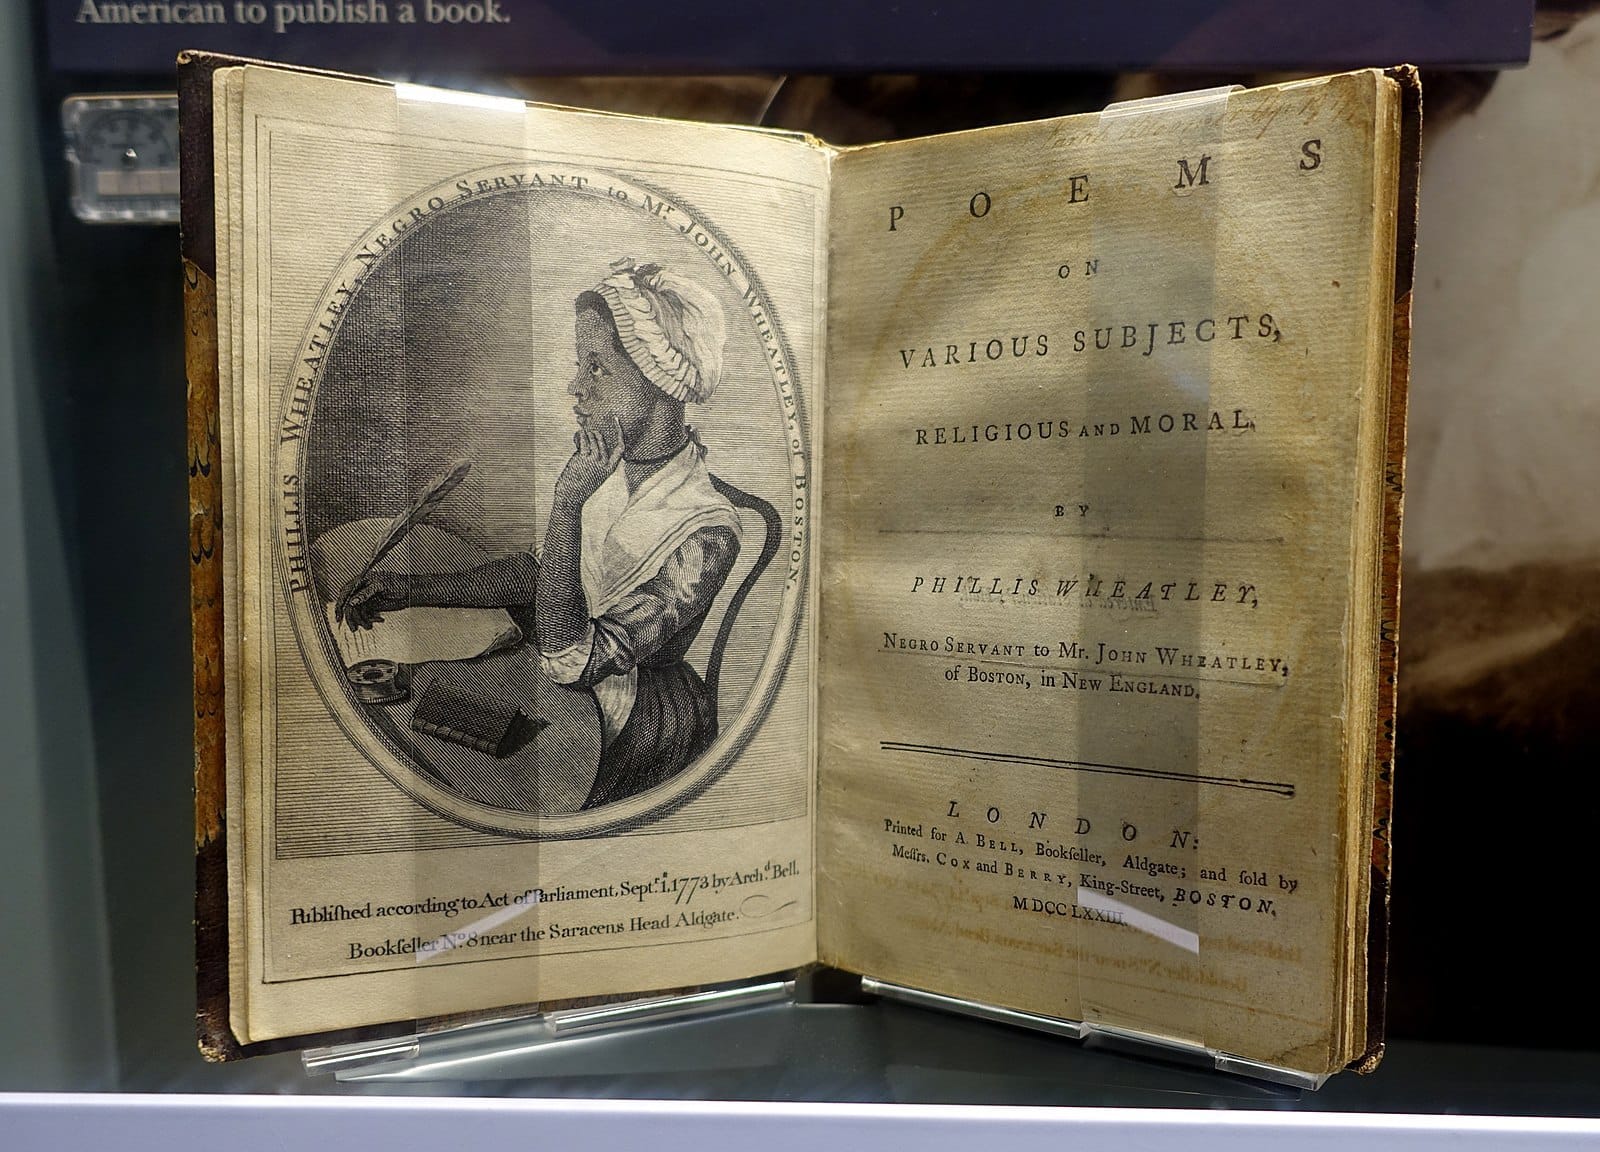 American to publish a book.
PHILLIS WHEATLEY, NEGRO SERVANT to Mr. JOHN WHEATLEY, of BOSTON.
Publiſhed according to Act of Parliament, Septr. 1, 1773 by Archd. Bell,
Bookſeller No. 8 near the Saracens Head Aldgate.
POEMS
ON
VARIOUS SUBJECTS,
RELIGIOUS AND MORAL.
BY
PHILLIS WHEATLEY,
NEGRO SERVANT to Mr. JOHN WHEATLEY,
of BOSTON, in NEW ENGLAND.
LONDON:
Printed for A. BELL, Bookſeller, Aldgate; and ſold by
Meſſrs. COX and BERRY, King-Street, BOSTON.
MDCCLXXIII.